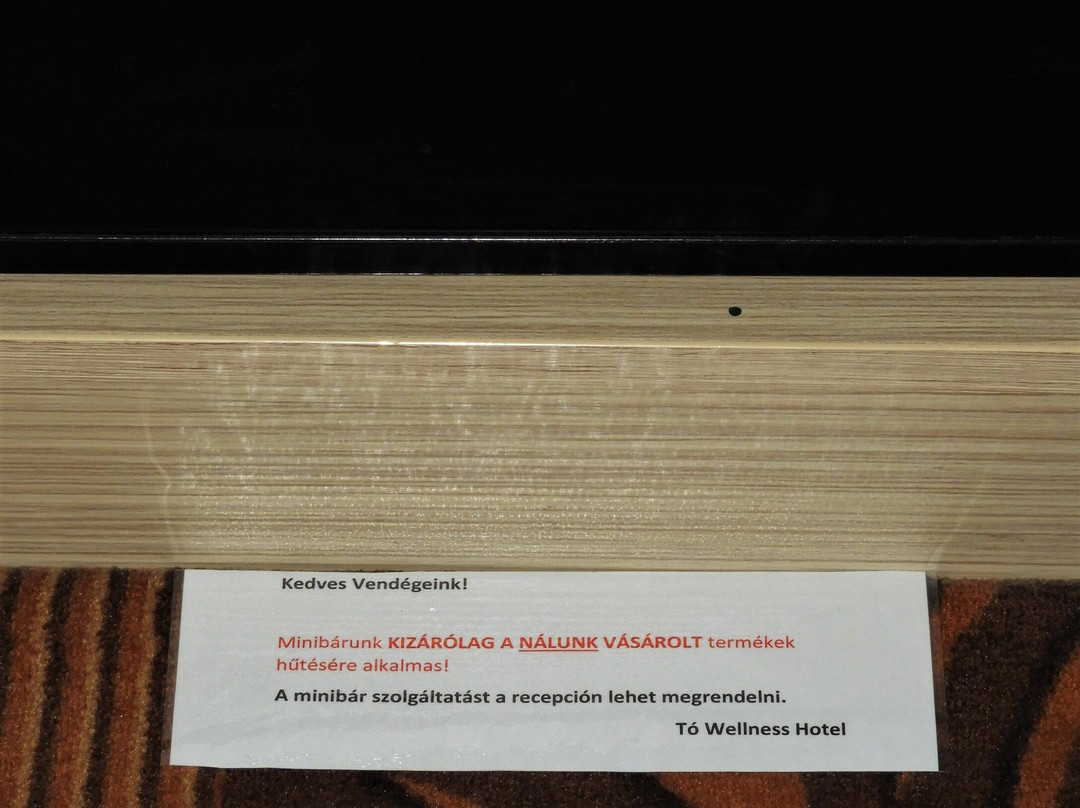 Kedves Vendégeink!
Minibárunk KIZÁRÓLAG A NÁLUNK VÁSÁROLT termékek
hűtésére alkalmas!
A minibár szolgáltatást a recepción lehet megrendelni.
Tó Wellness Hotel